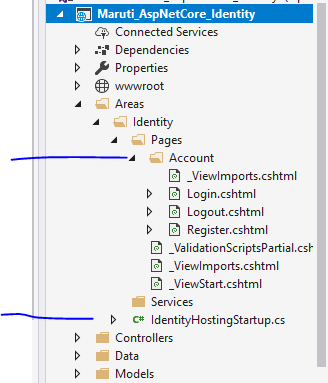 Maruti_AspNetCore_Identity
Connected Services
Dependencies
Properties
wwwroot
Areas
Identity
Pages
Account
_ViewImports.cshtml
Login.cshtml
Logout.cshtml
Register.cshtml
_ValidationScriptsPartial.csh
_ViewImports.cshtml
_ViewStart.cshtml
Services
C# IdentityHostingStartup.cs
Controllers
Data
Models